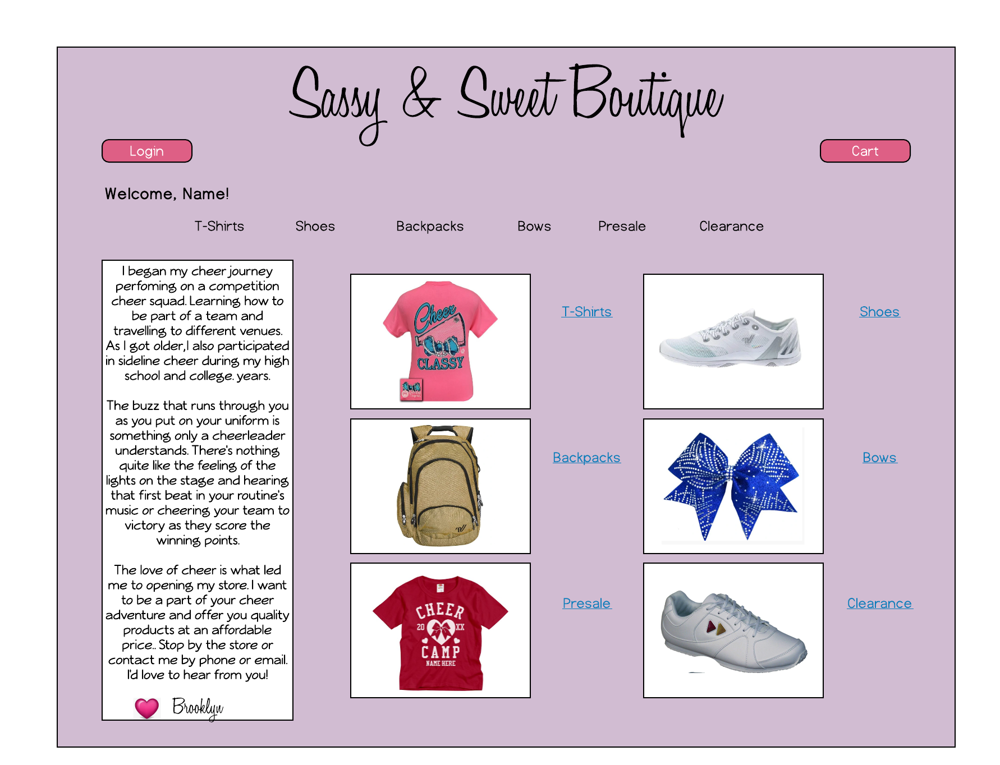 Sassy & Sweet Boutique
Login
Cart
Welcome, Name!
T-Shirts Shoes Backpacks Bows Presale Clearance
I began my cheer journey
perfoming on a competition
cheer squad. Learning how to
be part of a team and
travelling to different venues.
As I got older,I also participated
in sideline cheer during my high
school and college. years.
The buzz that runs through you
as you put on your uniform is
something only a cheerleader
understands. There's nothing
quite like the feeling of the
lights on the stage and hearing
that first beat in your routine's
music or cheering your team to
victory as they score the
winning points.
The love of cheer is what led
me to opening my store. I want
to be a part of your cheer
adventure and offer you quality
products at an affordable
price.. Stop by the store or
contact me by phone or email.
I'd love to hear from you!
Brooklyn
Cheer
CLASSY
T-Shirts
Shoes
Backpacks
Bows
CHEER
20 XX
CAMP
NAME HERE
Presale
Clearance